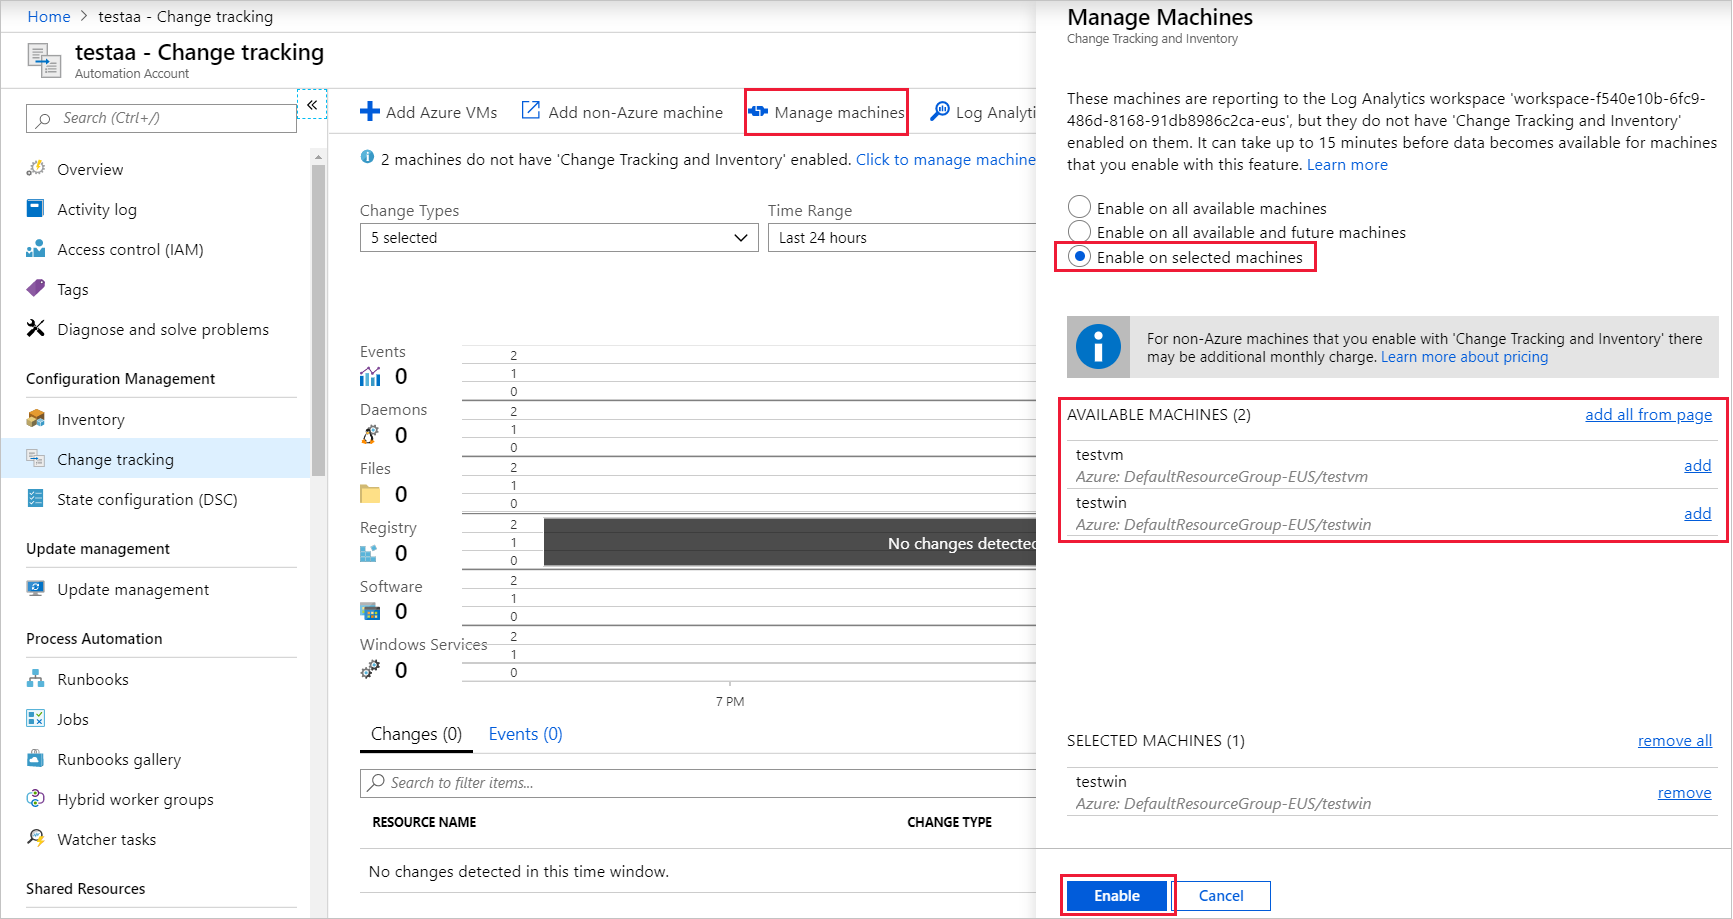 Home > testaa - Change tracking
testaa - Change tracking
Automation Account
«
Search (Ctrl+/)
Overview
Activity log
Access control (IAM)
Tags
Diagnose and solve problems
Configuration Management
Inventory
Change tracking
State configuration (DSC)
Update management
Update management
Process Automation
Runbooks
Jobs
Runbooks gallery
Hybrid worker groups
Watcher tasks
Shared Resources
Add Azure VMs
Add non-Azure machine
Manage machines
Log Analyti
2 machines do not have 'Change Tracking and Inventory' enabled. Click to manage machine
Change Types
5 selected
Time Range
Last 24 hours
Events
0
2
1
0
Daemons
0
2
1
0
Files
0
2
1
0
Registry
0
2
1
0
No changes detected
Software
0
2
1
0
Windows Services
0
2
1
0
7 PM
Changes (0)
Events (0)
Search to filter items...
RESOURCE NAME
CHANGE TYPE
No changes detected in this time window.
Manage Machines
Change Tracking and Inventory
These machines are reporting to the Log Analytics workspace 'workspace-f540e10b-6fc9-
486d-8168-91db8986c2ca-eus', but they do not have 'Change Tracking and Inventory'
enabled on them. It can take up to 15 minutes before data becomes available for machines
that you enable with this feature. Learn more
Enable on all available machines
Enable on all available and future machines
Enable on selected machines
For non-Azure machines that you enable with 'Change Tracking and Inventory' there
may be additional monthly charge. Learn more about pricing
AVAILABLE MACHINES (2)
add all from page
testvm
Azure: DefaultResourceGroup-EUS/testvm
add
testwin
Azure: DefaultResourceGroup-EUS/testwin
add
SELECTED MACHINES (1)
remove all
testwin
Azure: DefaultResourceGroup-EUS/testwin
remove
Enable
Cancel